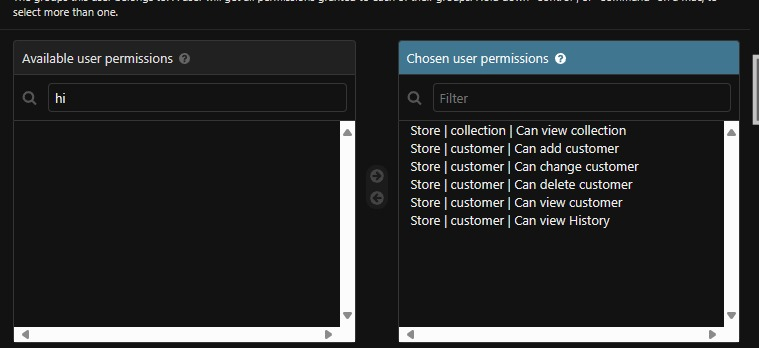 select more than one.
Available user permissions ?
Chosen user permissions ?
hi
Filter
Store | collection | Can view collection
Store | customer | Can add customer
Store | customer | Can change customer
Store | customer | Can delete customer
Store | customer | Can view customer
Store | customer | Can view History